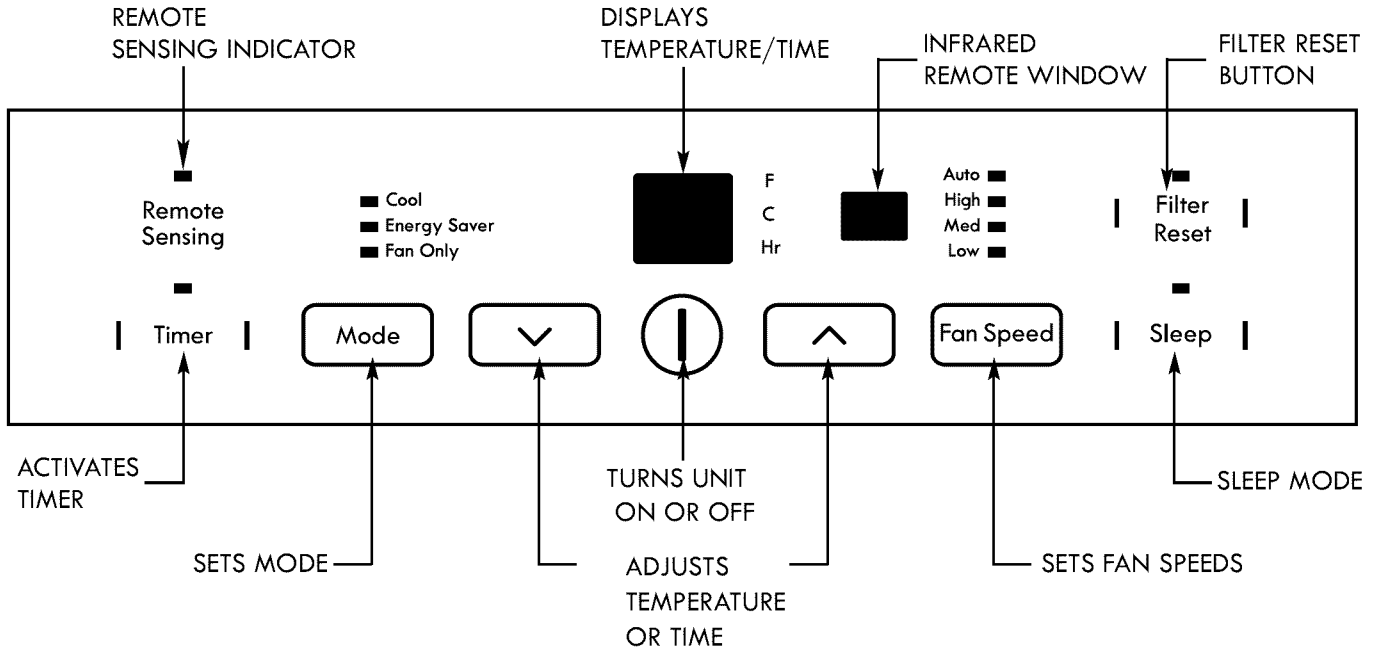 REMOTE
SENSING INDICATOR
DISPLAYS
TEMPERATURE/TIME
INFRARED
REMOTE WINDOW
FILTER RESET
BUTTON
Remote
Sensing
Cool
Energy Saver
Fan Only
F
C
Hr
Auto
High
Med
Low
Filter
Reset
Timer
Mode
Fan Speed
Sleep
ACTIVATES
TIMER
SETS MODE
TURNS UNIT
ON OR OFF
ADJUSTS
TEMPERATURE
OR TIME
SETS FAN SPEEDS
SLEEP MODE